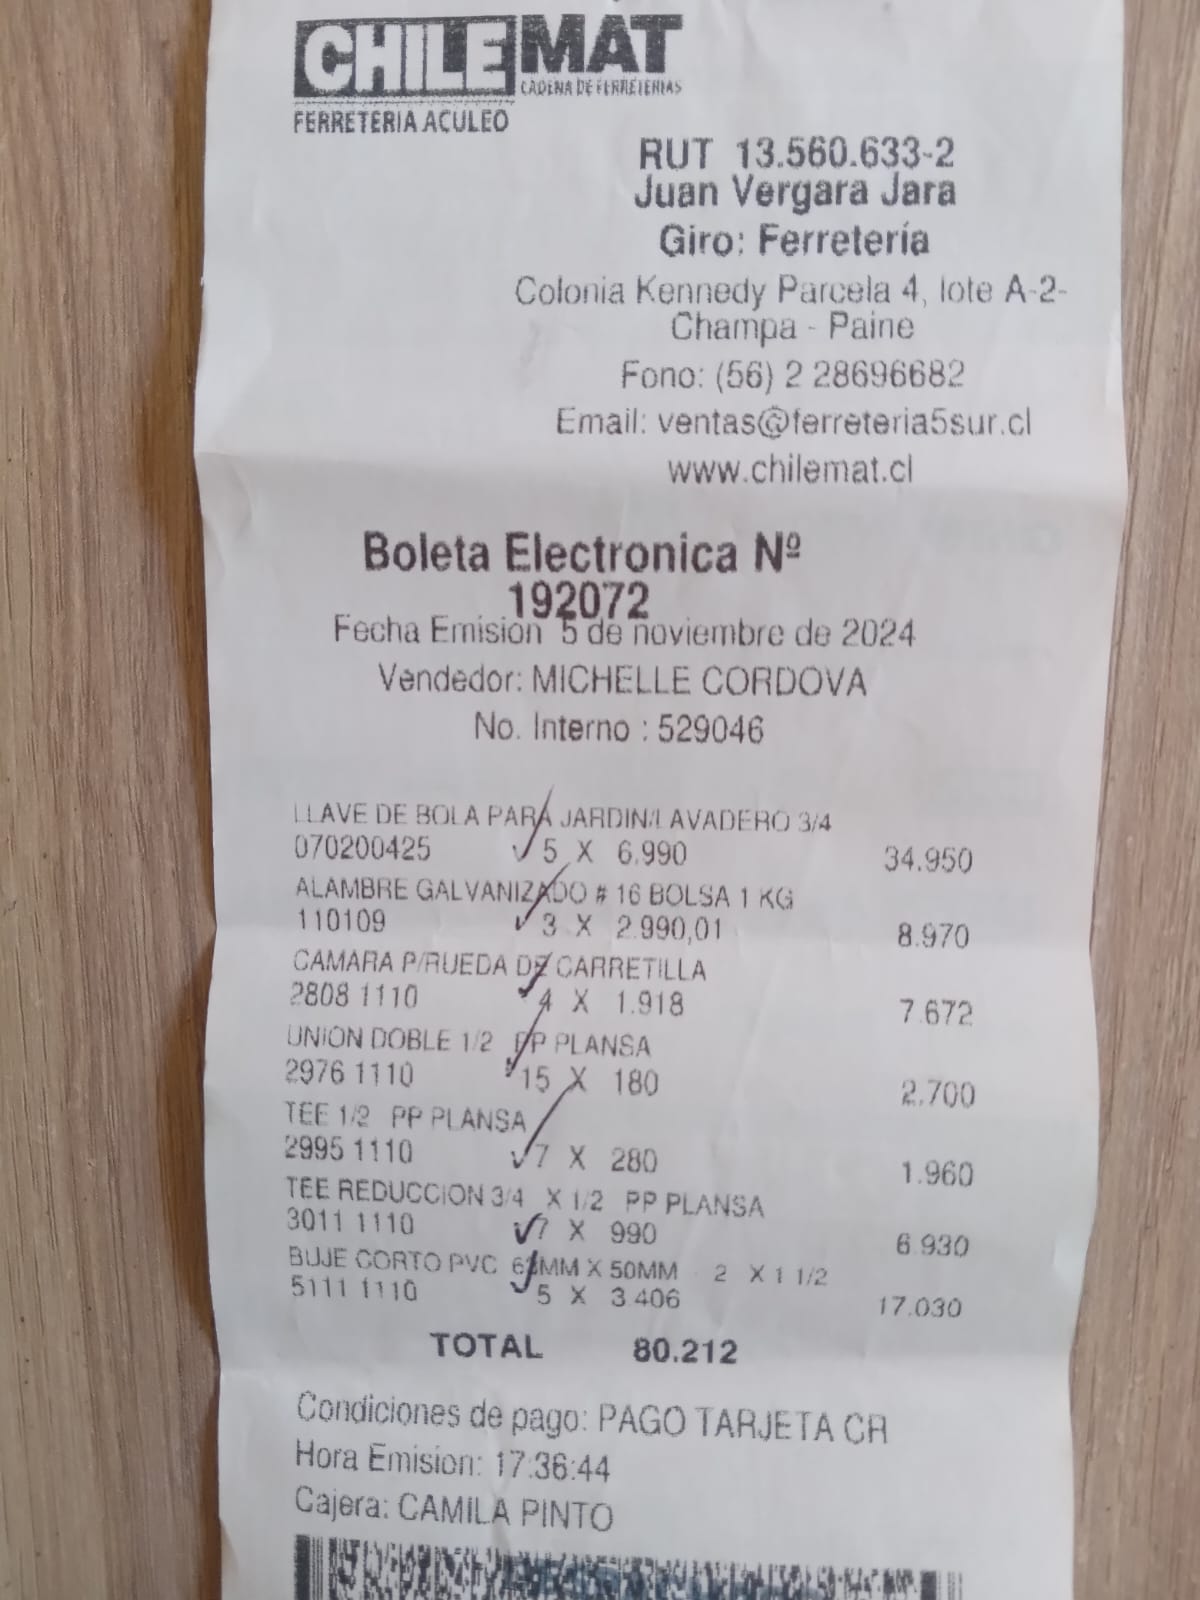 CHILEMAT
CADENA DE FERRETERIAS
FERRETERIA ACULEO
RUT 13.560.633-2
Juan Vergara Jara
Giro: Ferretería
Colonia Kennedy Parcela 4, lote A-2-
Champa - Paine
Fono: (56) 2 28696682
Email: ventas@ferreteria5sur.cl
www.chilemat.cl
Boleta Electronica Nº
192072
Fecha Emision 5 de noviembre de 2024
Vendedor: MICHELLE CORDOVA
No. Interno : 529046
LLAVE DE BOLA PARA JARDIN/LAVADERO 3/4
070200425 5 X 6.990 34.950
ALAMBRE GALVANIZADO # 16 BOLSA 1 KG
110109 3 X 2.990,01 8.970
CAMARA P/RUEDA DE CARRETILLA
2808 1110 4 X 1.918 7.672
UNION DOBLE 1/2 PP PLANSA
2976 1110 15 X 180 2.700
TEE 1/2 PP PLANSA
2995 1110 7 X 280 1.960
TEE REDUCCION 3/4 X 1/2 PP PLANSA
3011 1110 7 X 990 6.930
BUJE CORTO PVC 63MM X 50MM 2 X 1 1/2
5111 1110 5 X 3.406 17.030
TOTAL 80.212
Condiciones de pago: PAGO TARJETA CR
Hora Emision: 17:36:44
Cajera: CAMILA PINTO